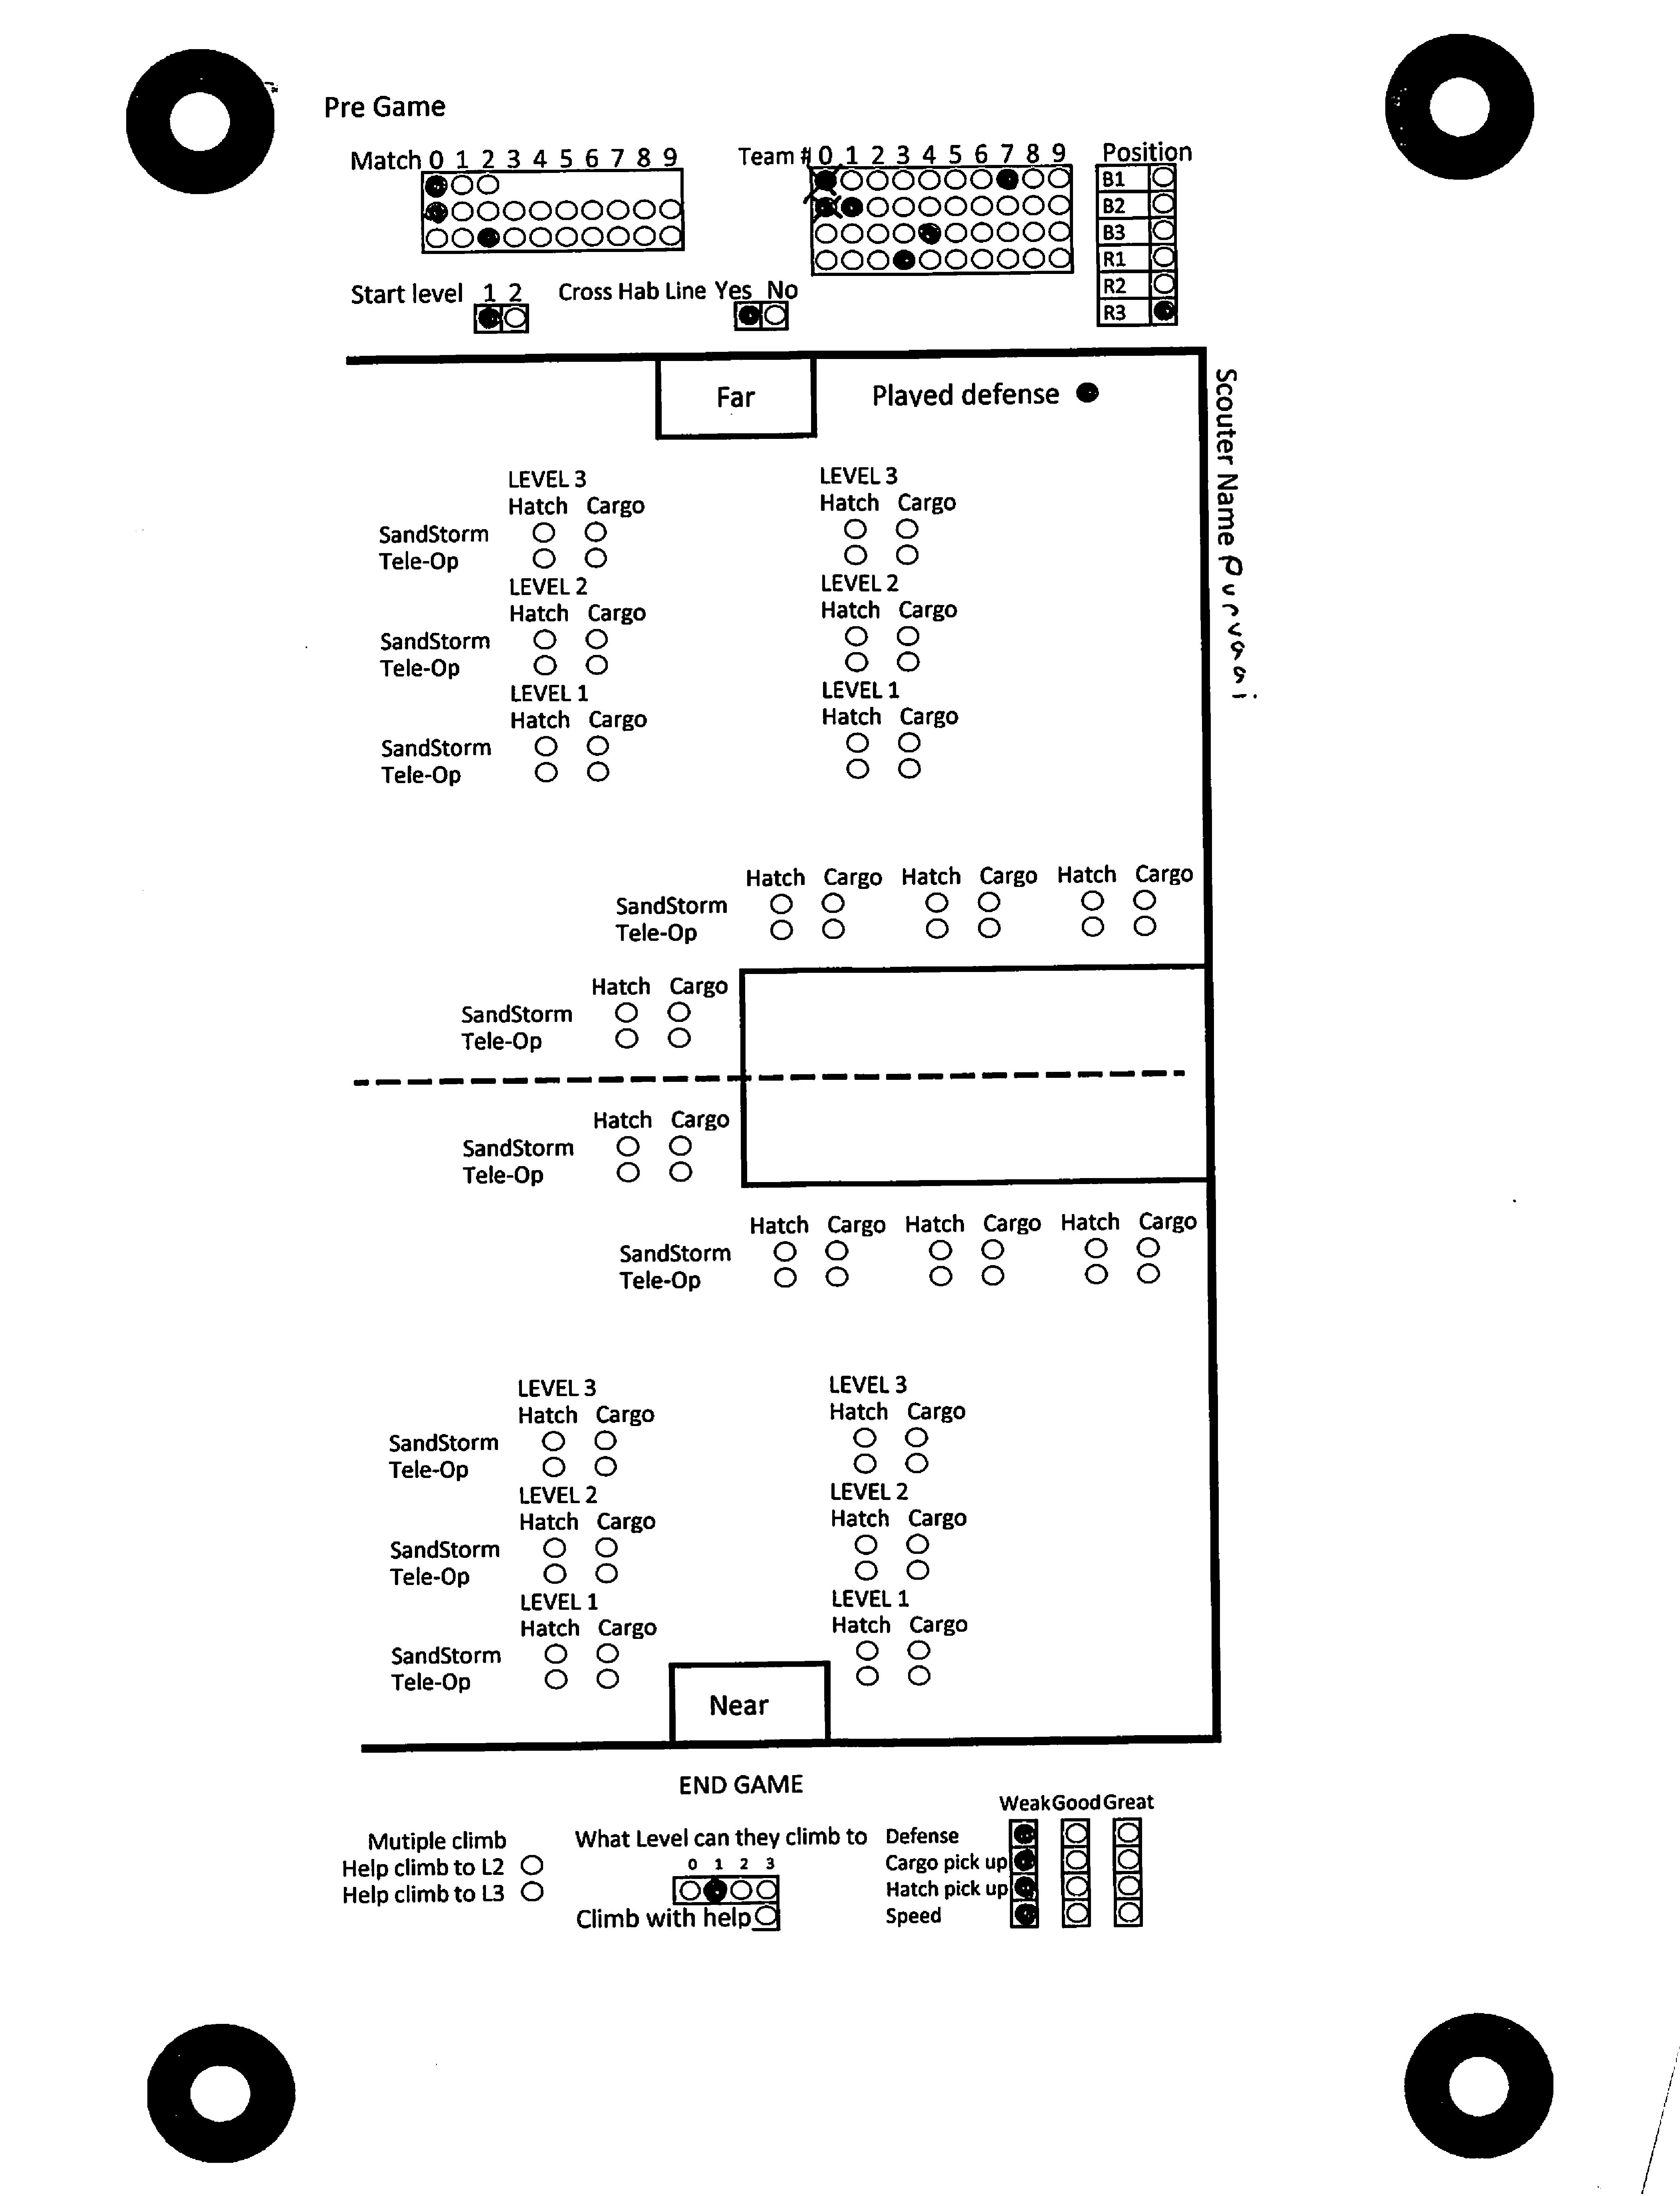 Pre Game
Match 0 1 2 3 4 5 6 7 8 9
Team # 0 1 2 3 4 5 6 7 8 9
Position
B1
B2
B3
R1
R2
R3
Start level 1 2
Cross Hab Line Yes No
Far
Played defense
Scouter Name Purvaai
LEVEL 3 LEVEL 3
Hatch Cargo Hatch Cargo
SandStorm
Tele-Op
LEVEL 2 LEVEL 2
Hatch Cargo Hatch Cargo
SandStorm
Tele-Op
LEVEL 1 LEVEL 1
Hatch Cargo Hatch Cargo
SandStorm
Tele-Op
Hatch Cargo Hatch Cargo Hatch Cargo
SandStorm
Tele-Op
Hatch Cargo
SandStorm
Tele-Op
Hatch Cargo
SandStorm
Tele-Op
Hatch Cargo Hatch Cargo Hatch Cargo
SandStorm
Tele-Op
LEVEL 3 LEVEL 3
Hatch Cargo Hatch Cargo
SandStorm
Tele-Op
LEVEL 2 LEVEL 2
Hatch Cargo Hatch Cargo
SandStorm
Tele-Op
LEVEL 1 LEVEL 1
Hatch Cargo Hatch Cargo
SandStorm
Tele-Op
Near
END GAME
Mutiple climb
Help climb to L2
Help climb to L3
What Level can they climb to
0 1 2 3
Climb with help
Weak Good Great
Defense
Cargo pick up
Hatch pick up
Speed